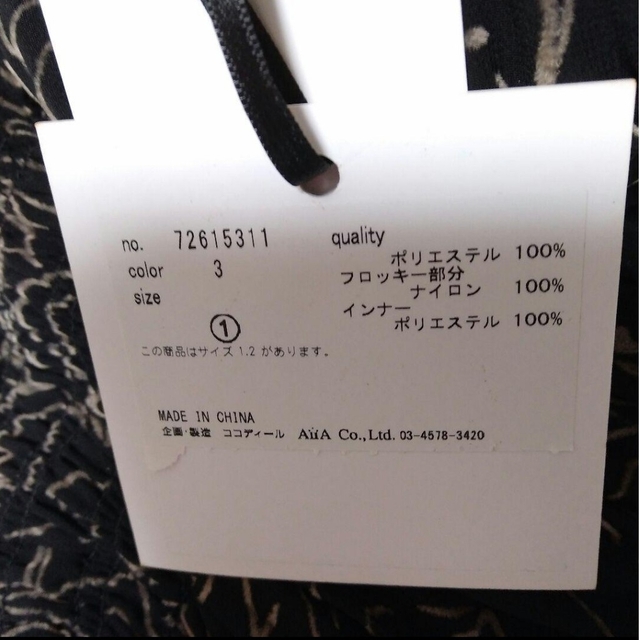 no. 72615311
color 3
size
①
この商品はサイズ 1.2 があります。
quality
ポリエステル 100%
フロッキー部分
ナイロン 100%
インナー
ポリエステル 100%
MADE IN CHINA
企画・製造 ココディール AïiA Co.,Ltd. 03-4578-3420